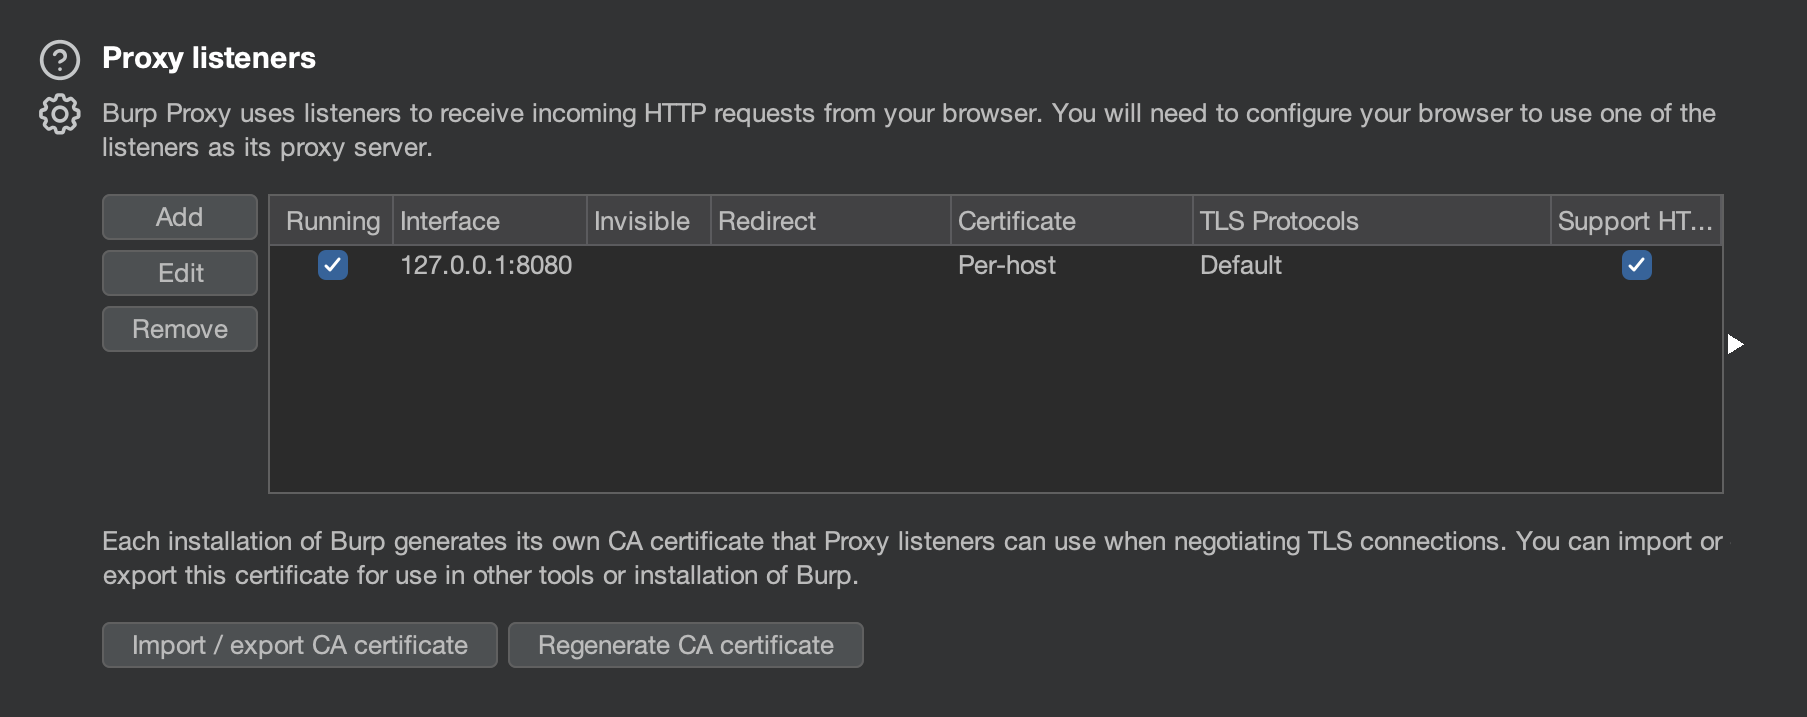 Proxy listeners
Burp Proxy uses listeners to receive incoming HTTP requests from your browser. You will need to configure your browser to use one of the
listeners as its proxy server.
Add
Edit
Remove
Running Interface Invisible Redirect Certificate TLS Protocols Support HT...
127.0.0.1:8080 Per-host Default
Each installation of Burp generates its own CA certificate that Proxy listeners can use when negotiating TLS connections. You can import or
export this certificate for use in other tools or installation of Burp.
Import / export CA certificate Regenerate CA certificate